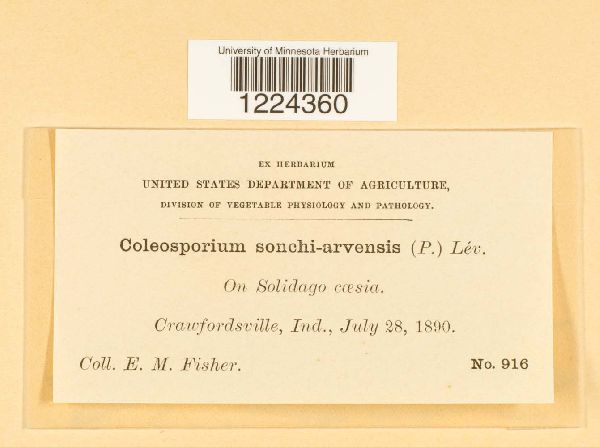 University of Minnesota Herbarium
1224360
EX HERBARIUM
UNITED STATES DEPARTMENT OF AGRICULTURE,
DIVISION OF VEGETABLE PHYSIOLOGY AND PATHOLOGY.
Coleosporium sonchi-arvensis (P.) Lév.
On Solidago cæsia.
Crawfordsville, Ind., July 28, 1890.
Coll. E. M. Fisher. No. 916